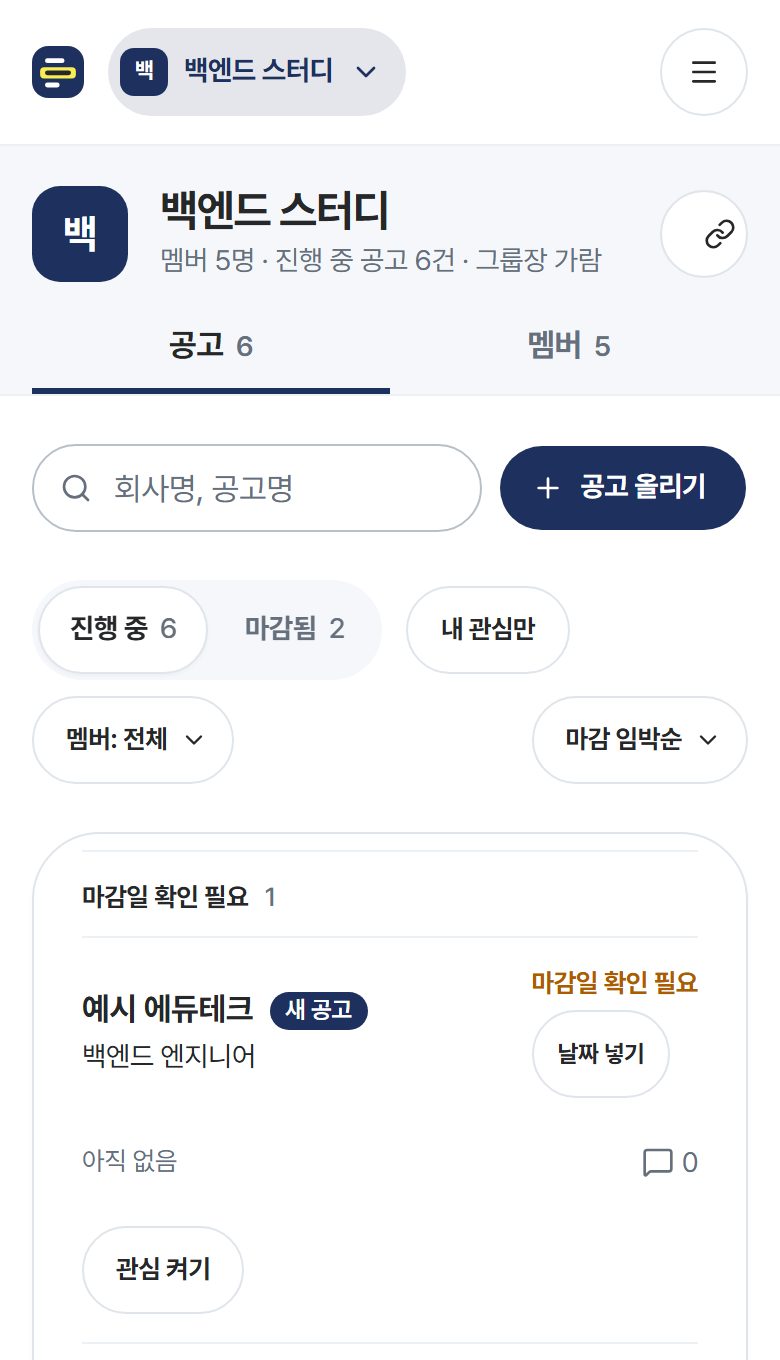 백 백엔드 스터디
백 백엔드 스터디
멤버 5명 · 진행 중 공고 6건 · 그룹장 가람
공고 6 멤버 5
회사명, 공고명 공고 올리기
진행 중 6 마감됨 2 내 관심만
멤버: 전체 마감 임박순
마감일 확인 필요 1
마감일 확인 필요
예시 에듀테크 새 공고
백엔드 엔지니어 날짜 넣기
아직 없음 0
관심 켜기